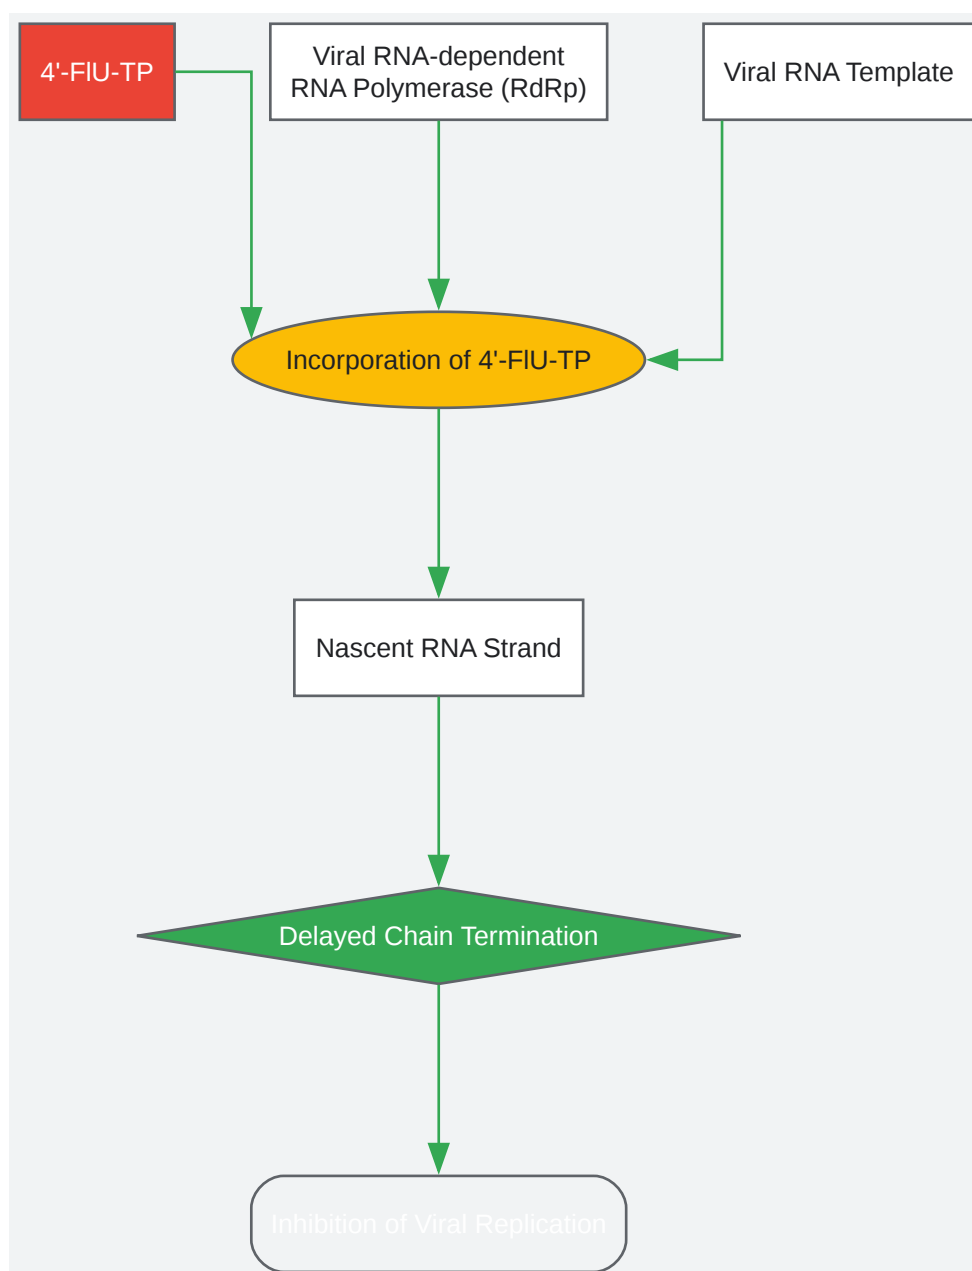 4'-FlU-TP
Viral RNA-dependent
RNA Polymerase (RdRp)
Viral RNA Template
Incorporation of 4'-FlU-TP
Nascent RNA Strand
Delayed Chain Termination
Inhibition of Viral Replication